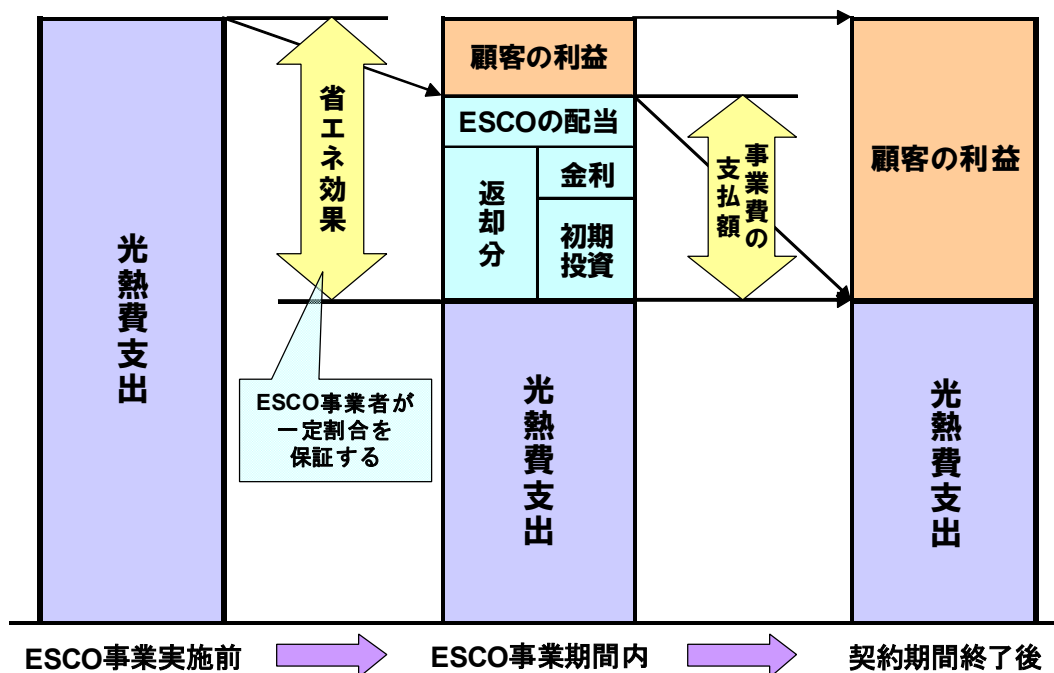 光熱費支出
省エネ効果
ESCO事業者が
一定割合を
保証する
顧客の利益
ESCOの配当
返却分
金利
初期
投資
光熱費支出
事業費の
支払額
顧客の利益
光熱費支出
ESCO事業実施前
ESCO事業期間内
契約期間終了後